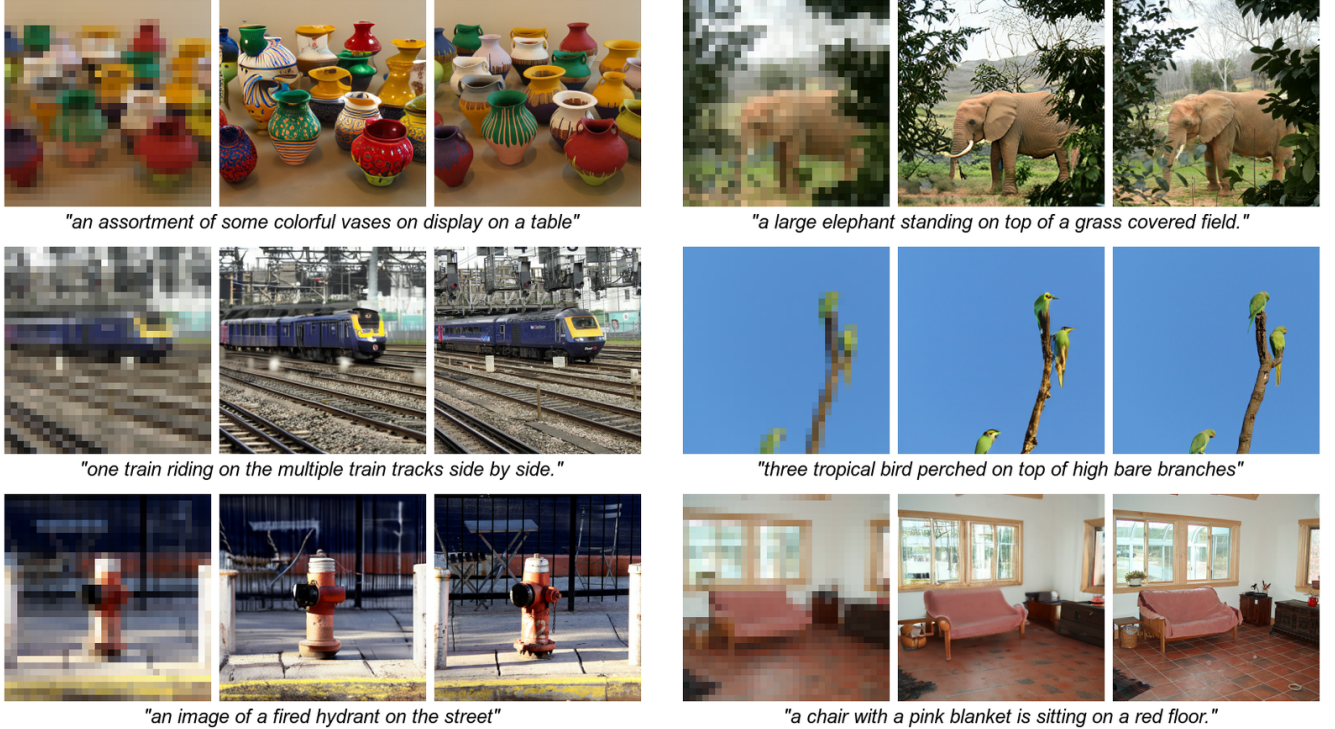 "an assortment of some colorful vases on display on a table"
"a large elephant standing on top of a grass covered field."
"one train riding on the multiple train tracks side by side."
"three tropical bird perched on top of high bare branches"
"an image of a fired hydrant on the street"
"a chair with a pink blanket is sitting on a red floor."